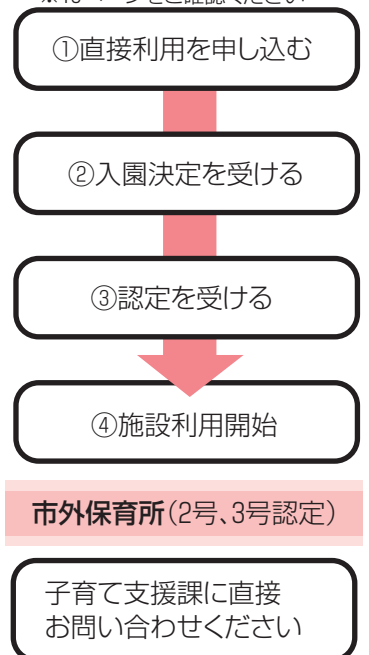 ①直接利用を申し込む
②入園決定を受ける
③認定を受ける
④施設利用開始
市外保育所(2号、3号認定)
子育て支援課に直接
お問い合わせください